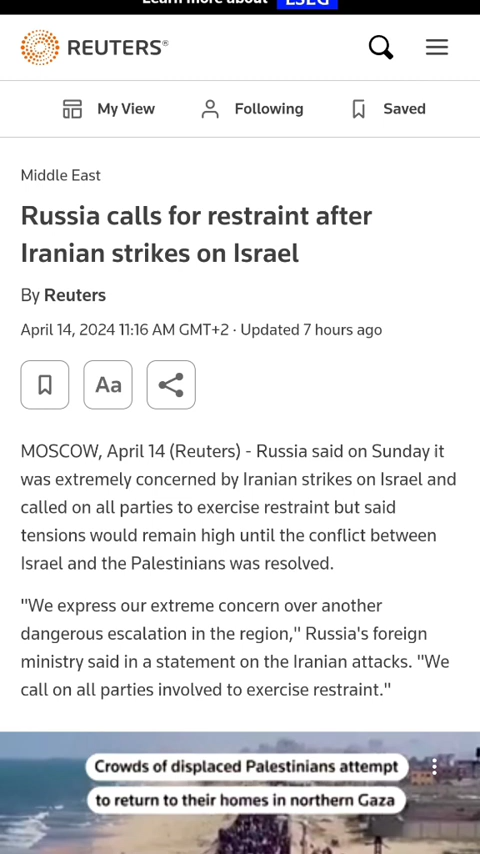 Learn more about LSEG
REUTERS®
My View
Following
Saved
Middle East
Russia calls for restraint after
Iranian strikes on Israel
By Reuters
April 14, 2024 11:16 AM GMT+2 · Updated 7 hours ago
Aa
MOSCOW, April 14 (Reuters) - Russia said on Sunday it
was extremely concerned by Iranian strikes on Israel and
called on all parties to exercise restraint but said
tensions would remain high until the conflict between
Israel and the Palestinians was resolved.
"We express our extreme concern over another
dangerous escalation in the region," Russia's foreign
ministry said in a statement on the Iranian attacks. "We
call on all parties involved to exercise restraint."
Crowds of displaced Palestinians attempt
to return to their homes in northern Gaza